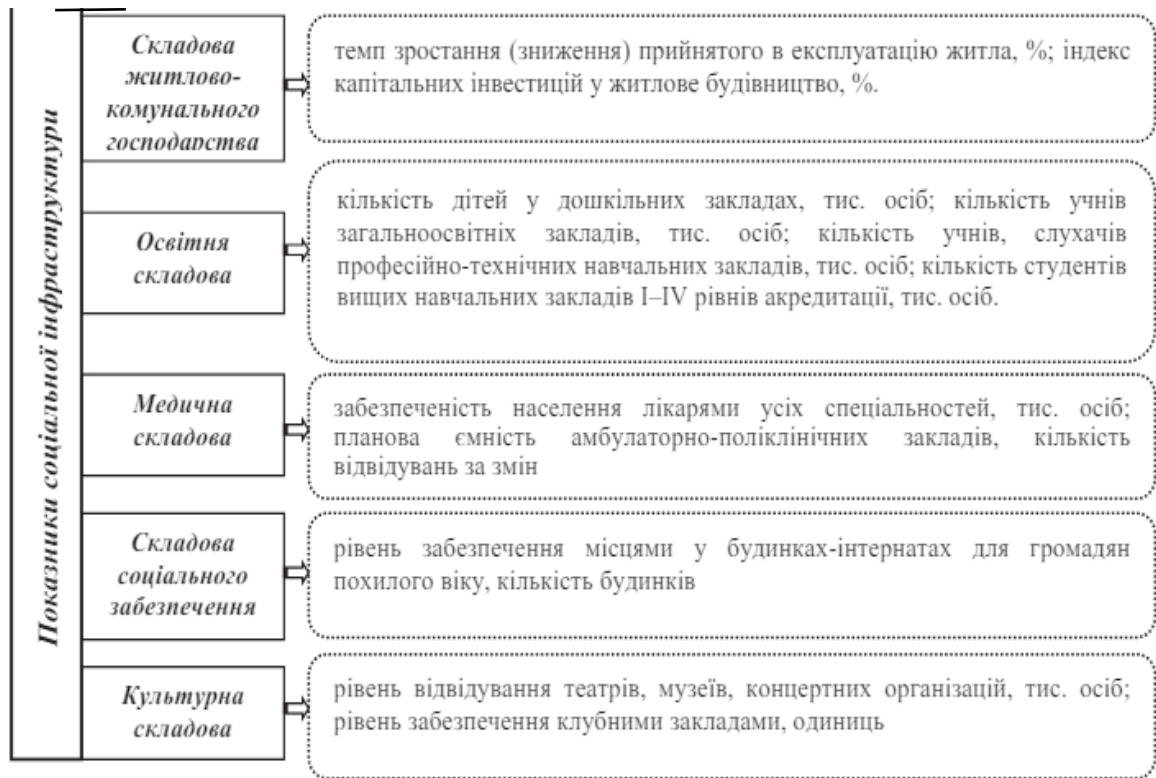 Показники соціальної інфраструктури
Складова
житлово-
комунального
господарства
темп зростання (зниження) прийнятого в експлуатацію житла, %; індекс
капітальних інвестицій у житлове будівництво, %.
Освітня
складова
кількість дітей у дошкільних закладах, тис. осіб; кількість учнів
загальноосвітніх закладів, тис. осіб; кількість учнів, слухачів
професійно-технічних навчальних закладів, тис. осіб; кількість студентів
вищих навчальних закладів I–IV рівнів акредитації, тис. осіб.
Медична
складова
забезпеченість населення лікарями усіх спеціальностей, тис. осіб;
планова ємність амбулаторно-поліклінічних закладів, кількість
відвідувань за змін
Складова
соціального
забезпечення
рівень забезпечення місцями у будинках-інтернатах для громадян
похилого віку, кількість будинків
Культурна
складова
рівень відвідування театрів, музеїв, концертних організацій, тис. осіб;
рівень забезпечення клубними закладами, одиниць